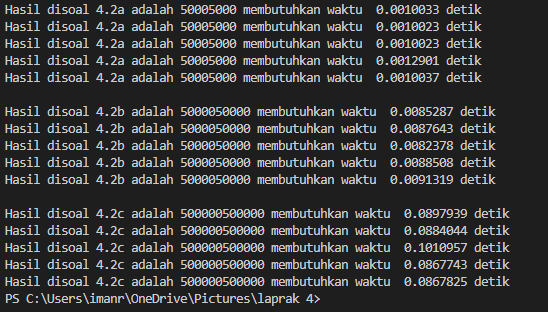 Hasil disoal 4.2a adalah 50005000 membutuhkan waktu  0.0010033 detik
Hasil disoal 4.2a adalah 50005000 membutuhkan waktu  0.0010023 detik
Hasil disoal 4.2a adalah 50005000 membutuhkan waktu  0.0010023 detik
Hasil disoal 4.2a adalah 50005000 membutuhkan waktu  0.0012901 detik
Hasil disoal 4.2a adalah 50005000 membutuhkan waktu  0.0010037 detik
Hasil disoal 4.2b adalah 5000050000 membutuhkan waktu  0.0085287 detik
Hasil disoal 4.2b adalah 5000050000 membutuhkan waktu  0.0087643 detik
Hasil disoal 4.2b adalah 5000050000 membutuhkan waktu  0.0082378 detik
Hasil disoal 4.2b adalah 5000050000 membutuhkan waktu  0.0088508 detik
Hasil disoal 4.2b adalah 5000050000 membutuhkan waktu  0.0091319 detik
Hasil disoal 4.2c adalah 500000500000 membutuhkan waktu  0.0897939 detik
Hasil disoal 4.2c adalah 500000500000 membutuhkan waktu  0.0884044 detik
Hasil disoal 4.2c adalah 500000500000 membutuhkan waktu  0.1010957 detik
Hasil disoal 4.2c adalah 500000500000 membutuhkan waktu  0.0867743 detik
Hasil disoal 4.2c adalah 500000500000 membutuhkan waktu  0.0867825 detik
PS C:\Users\imanr\OneDrive\Pictures\laprak 4>